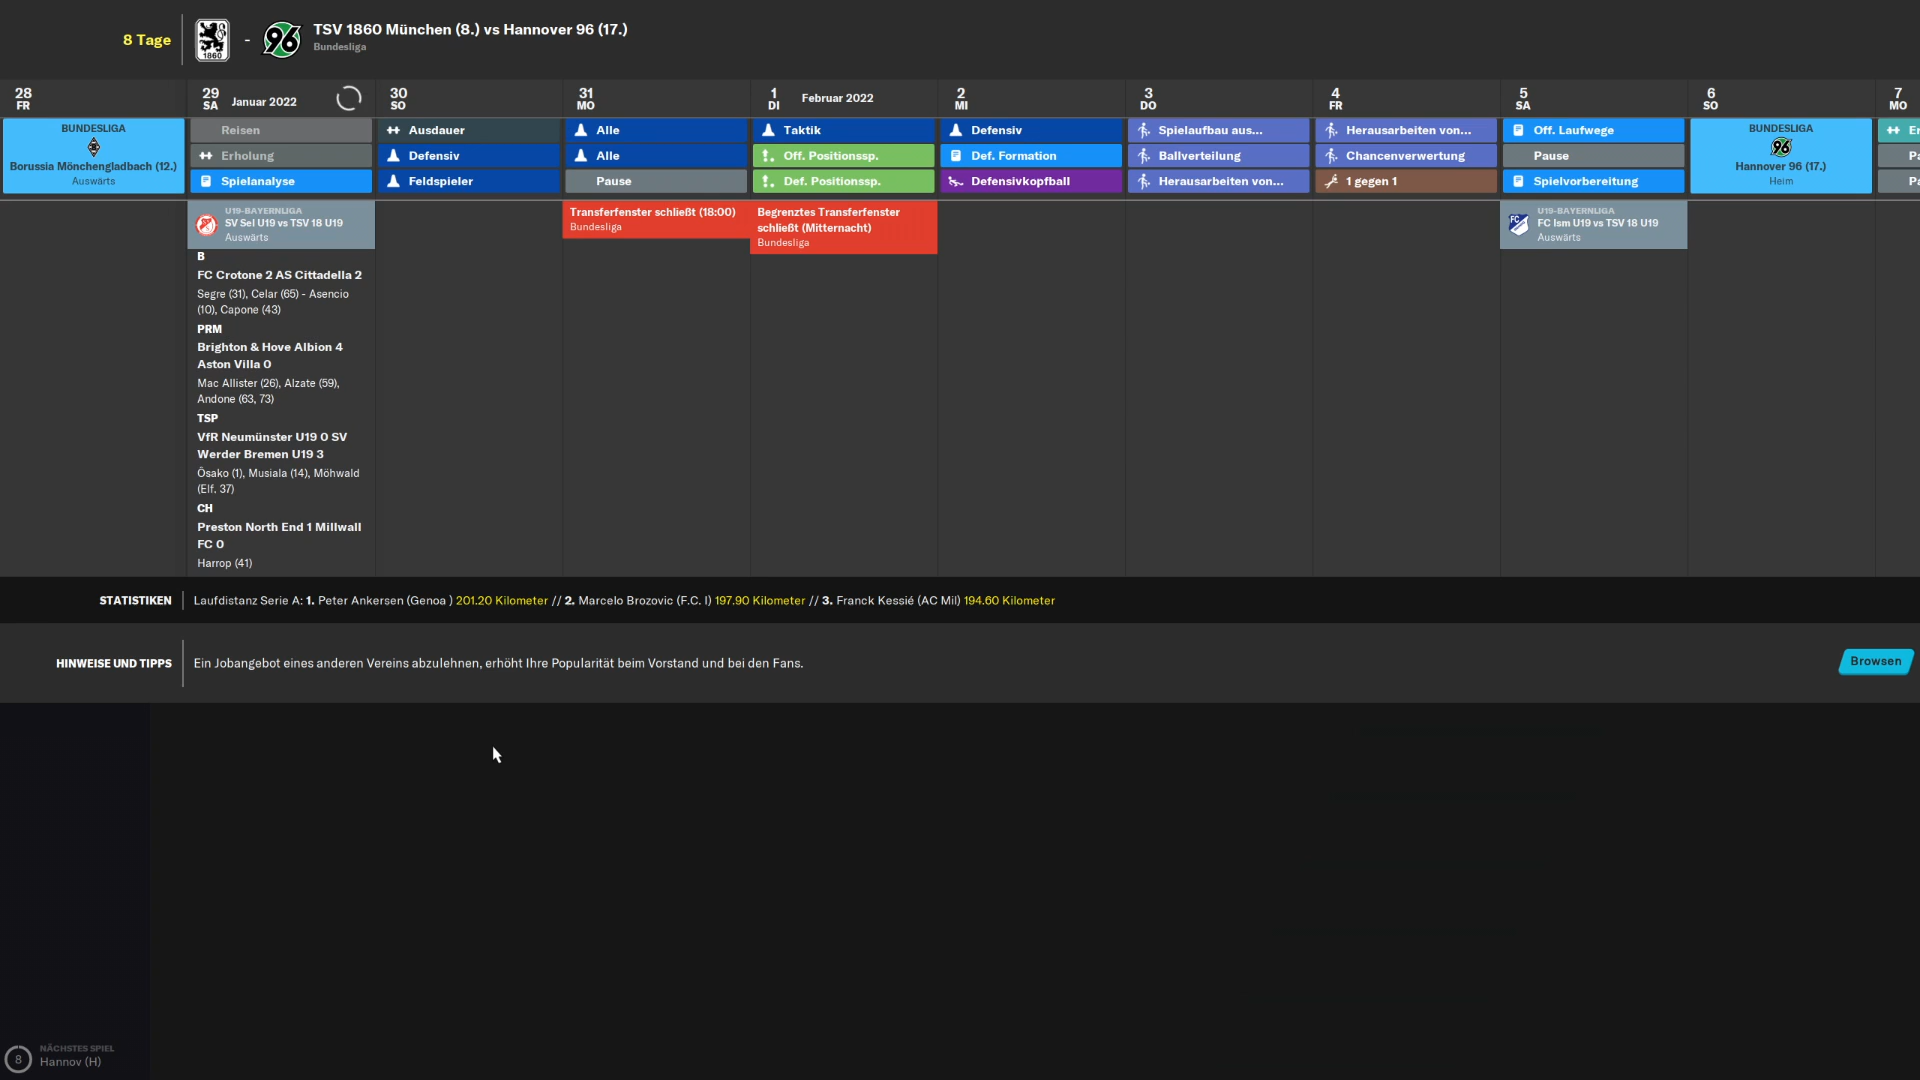 8 Tage
1860
-
96
TSV 1860 München (8.) vs Hannover 96 (17.)
Bundesliga
28
FR
29
SA
Januar 2022
30
SO
31
MO
1
DI
Februar 2022
2
MI
3
DO
4
FR
5
SA
6
SO
7
MO
BUNDESLIGA
Borussia Mönchengladbach (12.)
Auswärts
Reisen
Erholung
Spielanalyse
Ausdauer
Defensiv
Feldspieler
Alle
Alle
Pause
Taktik
Off. Positionssp.
Def. Positionssp.
Defensiv
Def. Formation
Defensivkopfball
Spielaufbau aus...
Ballverteilung
Herausarbeiten von...
Herausarbeiten von...
Chancenverwertung
1 gegen 1
Off. Laufwege
Pause
Spielvorbereitung
BUNDESLIGA
96
Hannover 96 (17.)
Heim
Er
Pa
Pa
U19-BAYERNLIGA
SV Sel U19 vs TSV 18 U19
Auswärts
Transferfenster schließt (18:00)
Bundesliga
Begrenztes Transferfenster
schließt (Mitternacht)
Bundesliga
FC
U19-BAYERNLIGA
FC Ism U19 vs TSV 18 U19
Auswärts
B
FC Crotone 2 AS Cittadella 2
Segre (31), Celar (65) - Asencio
(10), Capone (43)
PRM
Brighton & Hove Albion 4
Aston Villa 0
Mac Allister (26), Alzate (59),
Andone (63, 73)
TSP
VfR Neumünster U19 0 SV
Werder Bremen U19 3
Ōsako (1), Musiala (14), Möhwald
(Elf. 37)
CH
Preston North End 1 Millwall
FC 0
Harrop (41)
STATISTIKEN
Laufdistanz Serie A: 1. Peter Ankersen (Genoa ) 201.20 Kilometer // 2. Marcelo Brozovic (F.C. I) 197.90 Kilometer // 3. Franck Kessié (AC Mil) 194.60 Kilometer
HINWEISE UND TIPPS
Ein Jobangebot eines anderen Vereins abzulehnen, erhöht Ihre Popularität beim Vorstand und bei den Fans.
Browsen
8
NÄCHSTES SPIEL
Hannov (H)